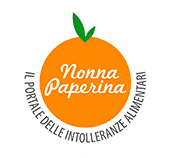 Nonna
Paperina
IL PORTALE DELLE INTOLLERANZE ALIMENTARI